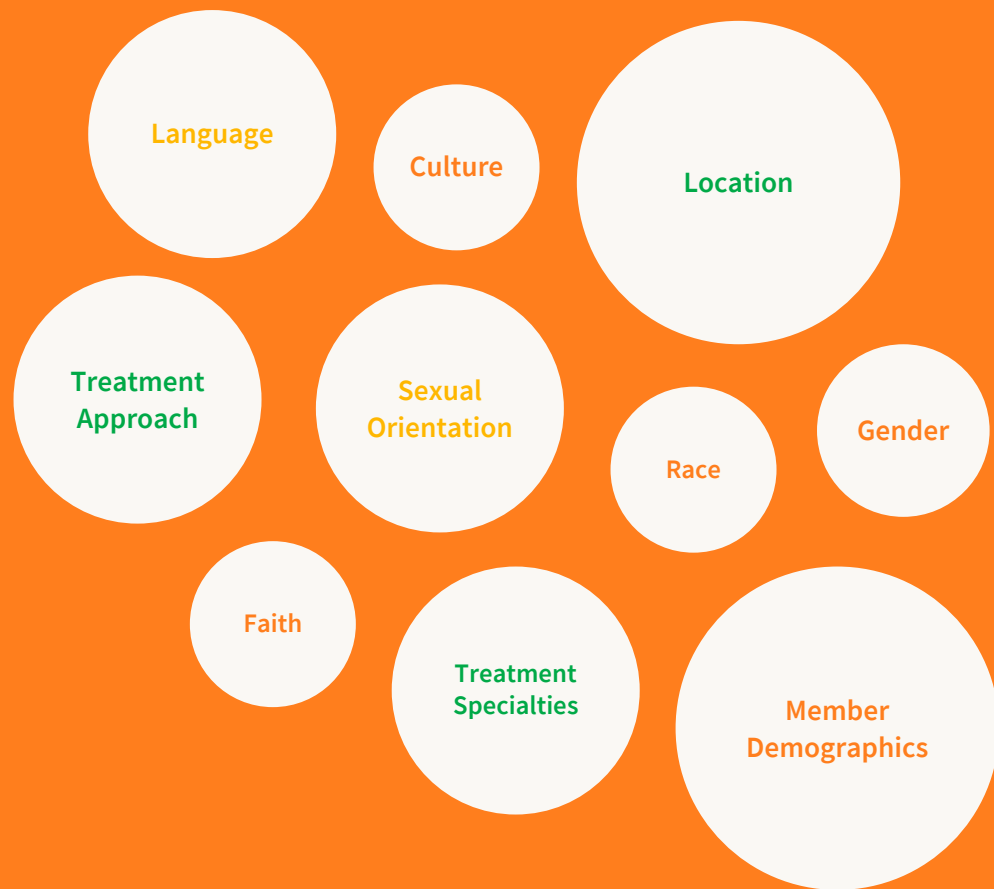 Language
Culture
Location
Treatment
Approach
Sexual
Orientation
Race
Gender
Faith
Treatment
Specialties
Member
Demographics